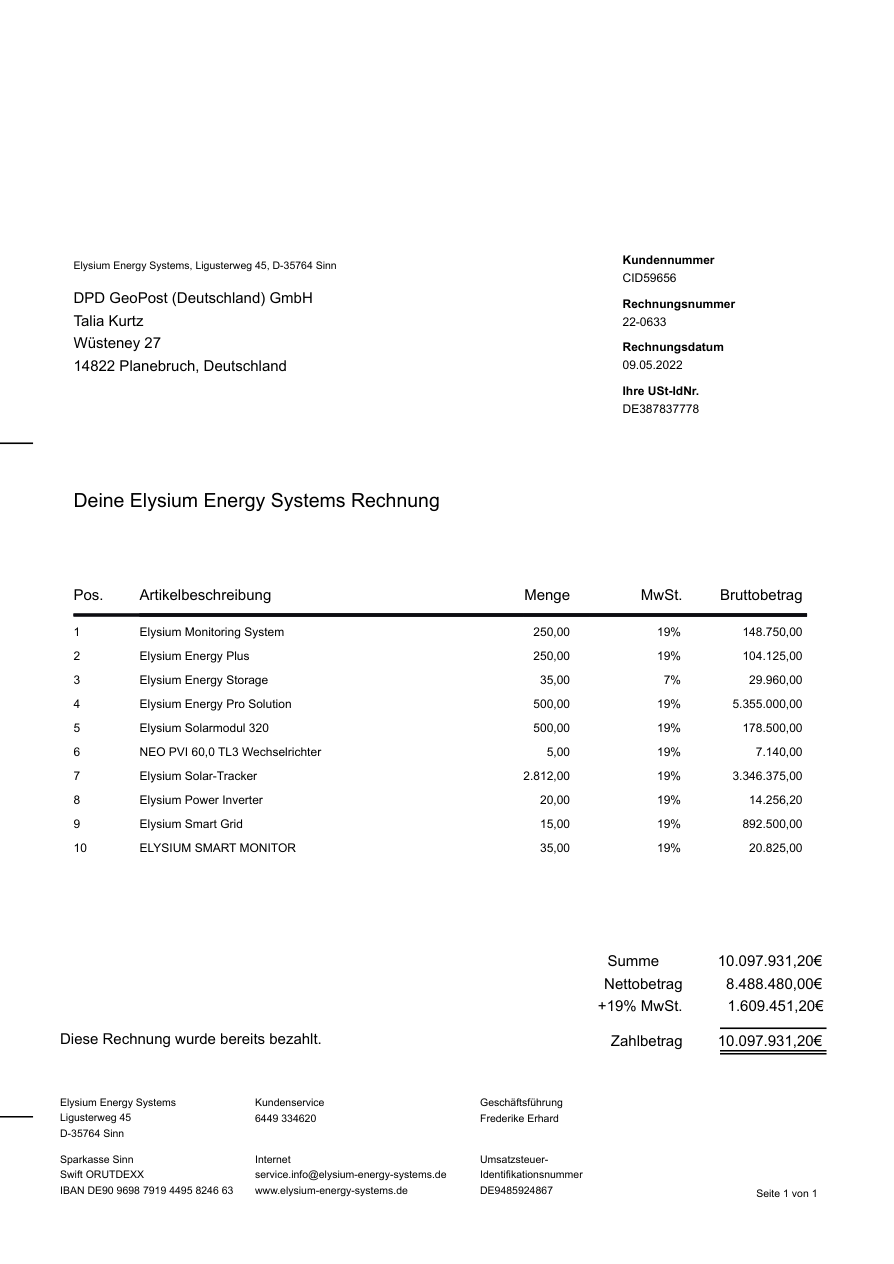 Elysium Energy Systems, Ligusterweg 45, D-35764 Sinn
DPD GeoPost (Deutschland) GmbH
Talia Kurtz
Wüsteney 27
14822 Planebruch, Deutschland
Kundennummer
CID59656
Rechnungsnummer
22-0633
Rechnungsdatum
09.05.2022
Ihre USt-IdNr.
DE387837778
Deine Elysium Energy Systems Rechnung
Pos. Artikelbeschreibung Menge MwSt. Bruttobetrag
1 Elysium Monitoring System 250,00 19% 148.750,00
2 Elysium Energy Plus 250,00 19% 104.125,00
3 Elysium Energy Storage 35,00 7% 29.960,00
4 Elysium Energy Pro Solution 500,00 19% 5.355.000,00
5 Elysium Solarmodul 320 500,00 19% 178.500,00
6 NEO PVI 60,0 TL3 Wechselrichter 5,00 19% 7.140,00
7 Elysium Solar-Tracker 2.812,00 19% 3.346.375,00
8 Elysium Power Inverter 20,00 19% 14.256,20
9 Elysium Smart Grid 15,00 19% 892.500,00
10 ELYSIUM SMART MONITOR 35,00 19% 20.825,00
Summe 10.097.931,20€
Nettobetrag 8.488.480,00€
+19% MwSt. 1.609.451,20€
Diese Rechnung wurde bereits bezahlt. Zahlbetrag 10.097.931,20€
Elysium Energy Systems
Ligusterweg 45
D-35764 Sinn
Sparkasse Sinn
Swift ORUTDEXX
IBAN DE90 9698 7919 4495 8246 63
Kundenservice
6449 334620
Internet
service.info@elysium-energy-systems.de
www.elysium-energy-systems.de
Geschäftsführung
Frederike Erhard
Umsatzsteuer-
Identifikationsnummer
DE9485924867
Seite 1 von 1